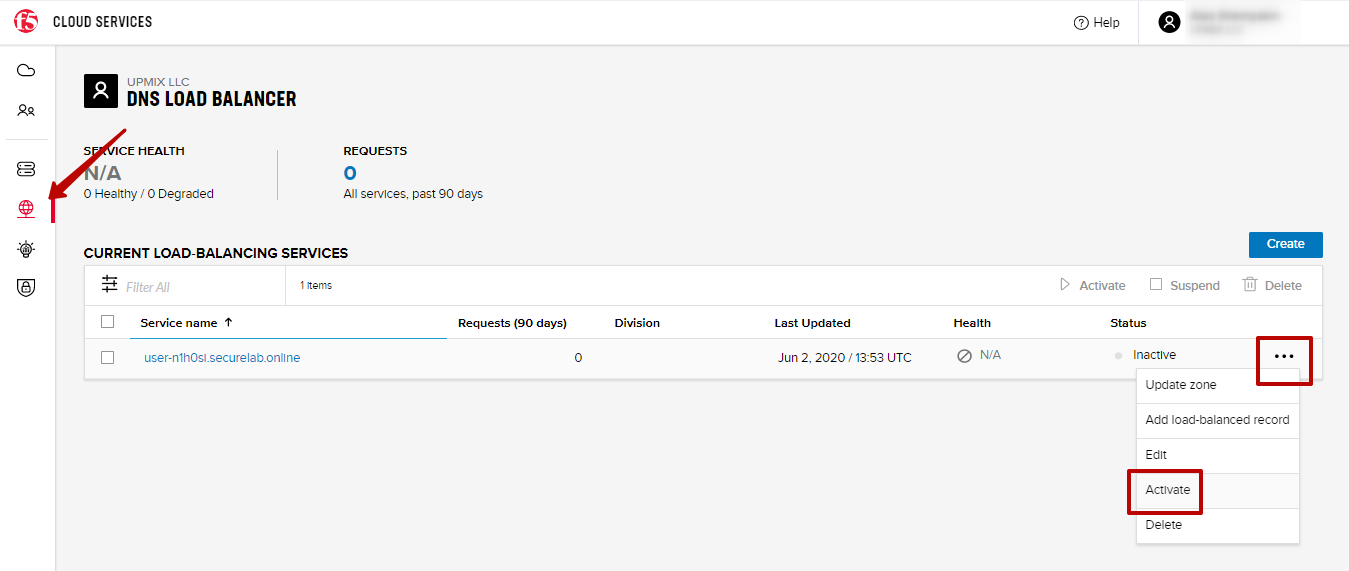 f5 CLOUD SERVICES
Help
UPMIX LLC
DNS LOAD BALANCER
SERVICE HEALTH
N/A
0 Healthy / 0 Degraded
REQUESTS
0
All services, past 90 days
CURRENT LOAD-BALANCING SERVICES
Create
Filter All
1 Items
Activate
Suspend
Delete
Service name ↑ Requests (90 days) Division Last Updated Health Status
user-n1h0si.securelab.online 0 Jun 2, 2020 / 13:53 UTC N/A Inactive
Update zone
Add load-balanced record
Edit
Activate
Delete